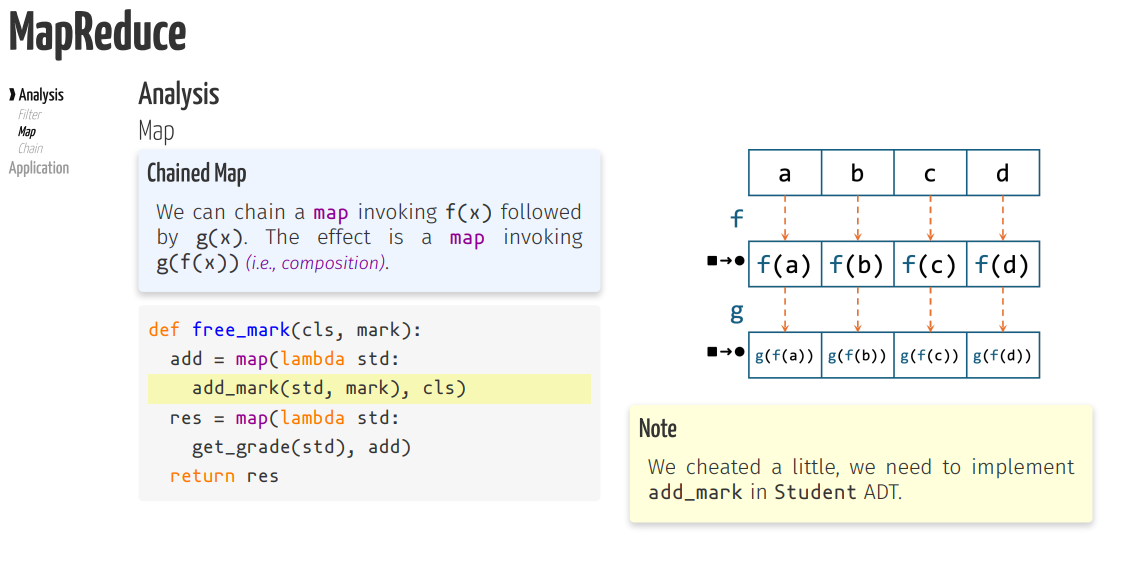 MapReduce
❱ Analysis
Filter
Map
Chain
Application
Analysis
Map
Chained Map
We can chain a map invoking f(x) followed
by g(x). The effect is a map invoking
g(f(x)) (i.e., composition).
def free_mark(cls, mark):
add = map(lambda std:
add_mark(std, mark), cls)
res = map(lambda std:
get_grade(std), add)
return res
a b c d
f
■→● f(a) f(b) f(c) f(d)
g
■→● g(f(a)) g(f(b)) g(f(c)) g(f(d))
Note
We cheated a little, we need to implement
add_mark in Student ADT.